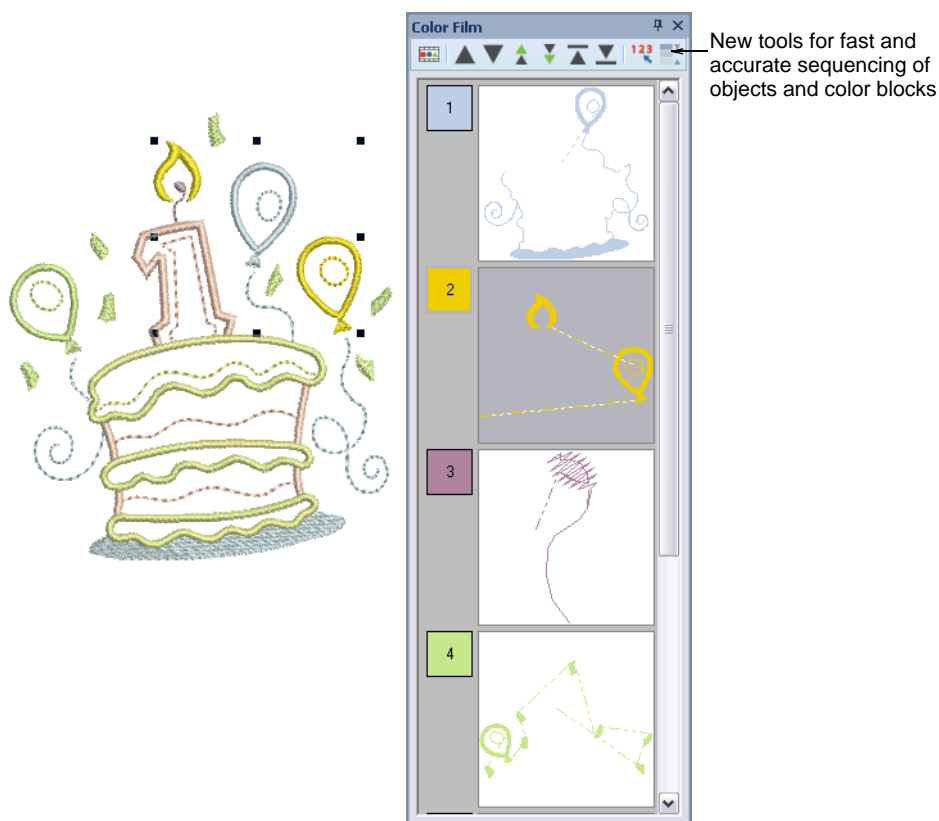 Color Film
123
New tools for fast and
accurate sequencing of
objects and color blocks
1
1
2
3
4